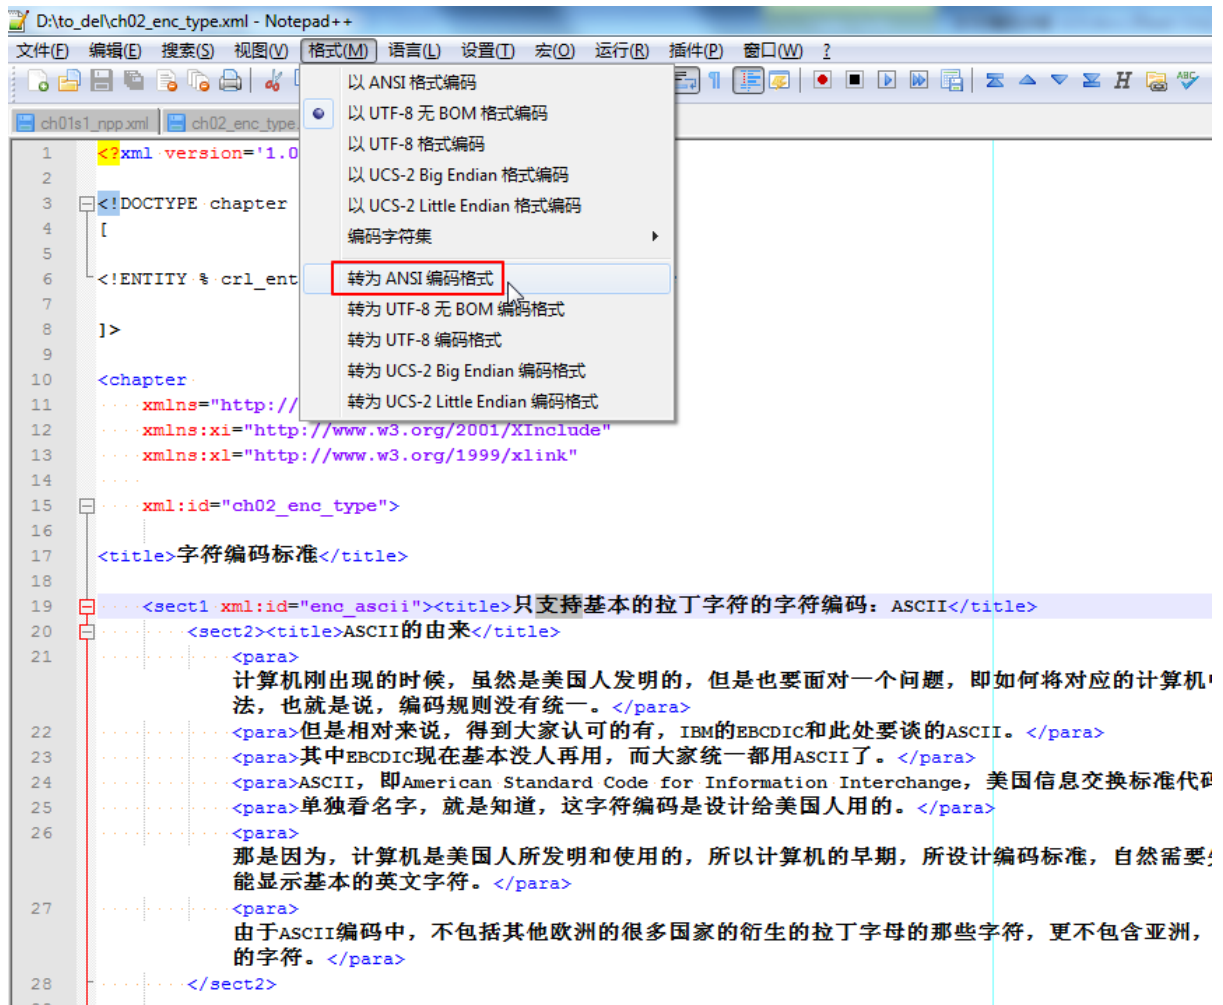 D:\to_del\ch02_enc_type.xml - Notepad++
文件(F) 编辑(E) 搜索(S) 视图(V) 格式(M) 语言(L) 设置(T) 宏(O) 运行(R) 插件(P) 窗口(W) ?
以 ANSI 格式编码
以 UTF-8 无 BOM 格式编码
以 UTF-8 格式编码
以 UCS-2 Big Endian 格式编码
以 UCS-2 Little Endian 格式编码
编码字符集
转为 ANSI 编码格式
转为 UTF-8 无 BOM 编码格式
转为 UTF-8 编码格式
转为 UCS-2 Big Endian 编码格式
转为 UCS-2 Little Endian 编码格式
ch01s1_npp.xml ch02_enc_type.
1 <?xml version='1.0
2
3 <!DOCTYPE chapter
4 [
5
6 <!ENTITY % crl_ent
7
8 ]>
9
10 <chapter
11 xmlns="http://
12 xmlns:xi="http://www.w3.org/2001/XInclude"
13 xmlns:xl="http://www.w3.org/1999/xlink"
14
15 xml:id="ch02_enc_type">
16
17 <title>字符编码标准</title>
18
19 <sect1 xml:id="enc_ascii"><title>只支持基本的拉丁字符的字符编码：ASCII</title>
20 <sect2><title>ASCII的由来</title>
21 <para>
计算机刚出现的时候，虽然是美国人发明的，但是也要面对一个问题，即如何将对应的计算机
法，也就是说，编码规则没有统一。</para>
22 <para>但是相对来说，得到大家认可的有，IBM的EBCDIC和此处要谈的ASCII。</para>
23 <para>其中EBCDIC现在基本没人再用，而大家统一都用ASCII了。</para>
24 <para>ASCII，即American Standard Code for Information Interchange，美国信息交换标准代码
25 <para>单独看名字，就是知道，这字符编码是设计给美国人用的。</para>
26 <para>
那是因为，计算机是美国人所发明和使用的，所以计算机的早期，所设计编码标准，自然需要
能显示基本的英文字符。</para>
27 <para>
由于ASCII编码中，不包括其他欧洲的很多国家的衍生的拉丁字母的那些字符，更不包含亚洲，
的字符。</para>
28 </sect2>